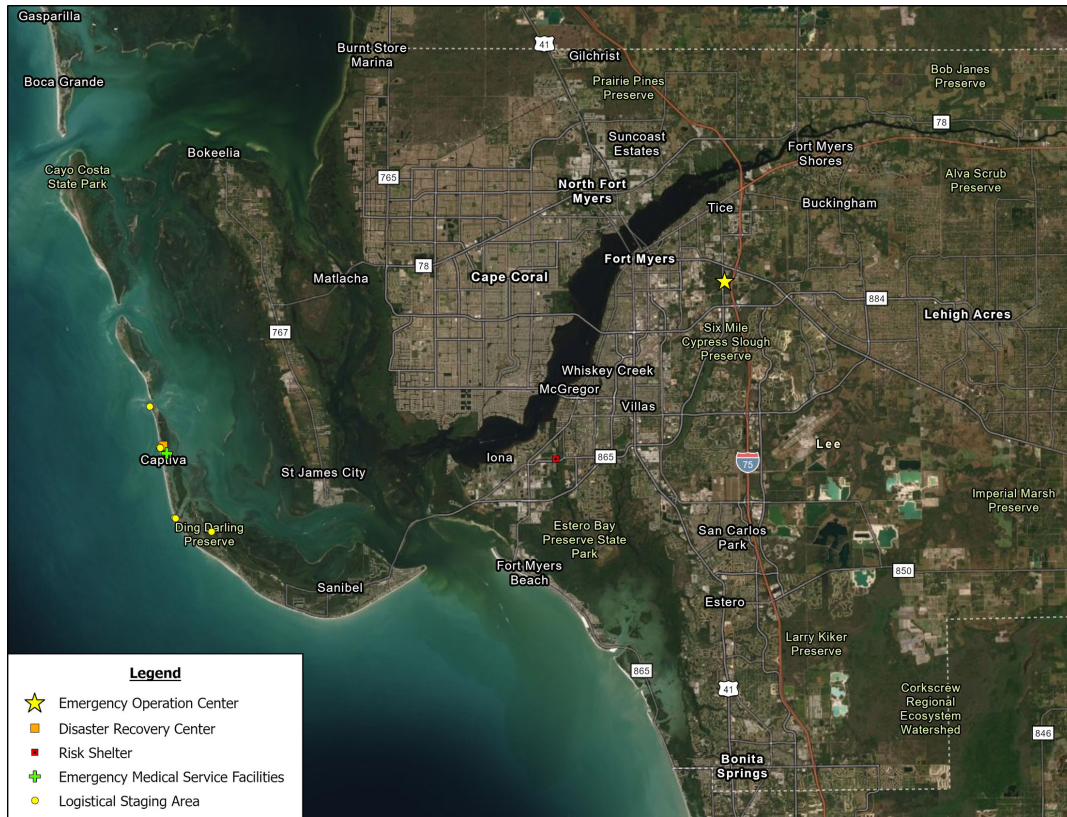 Gasparilla
Boca Grande
Cayo Costa
State Park
Bokeelia
Burnt Store
Marina
41
Gilchrist
Prairie Pines
Preserve
Bob Janes
Preserve
78
Suncoast
Estates
Fort Myers
Shores
765
Alva Scrub
Preserve
North Fort
Myers
Tice
Buckingham
Matlacha
78
Cape Coral
Fort Myers
884
Lehigh Acres
767
Six Mile
Cypress Slough
Preserve
Whiskey Creek
McGregor
Villas
Captiva
St James City
Iona
865
75
Lee
Imperial Marsh
Preserve
Ding Darling
Preserve
Estero Bay
Preserve State
Park
San Carlos
Park
Sanibel
Fort Myers
Beach
850
Estero
Larry Kiker
Preserve
865
41
Corkscrew
Regional
Ecosystem
Watershed
846
Bonita
Springs
Legend
Emergency Operation Center
Disaster Recovery Center
Risk Shelter
Emergency Medical Service Facilities
Logistical Staging Area